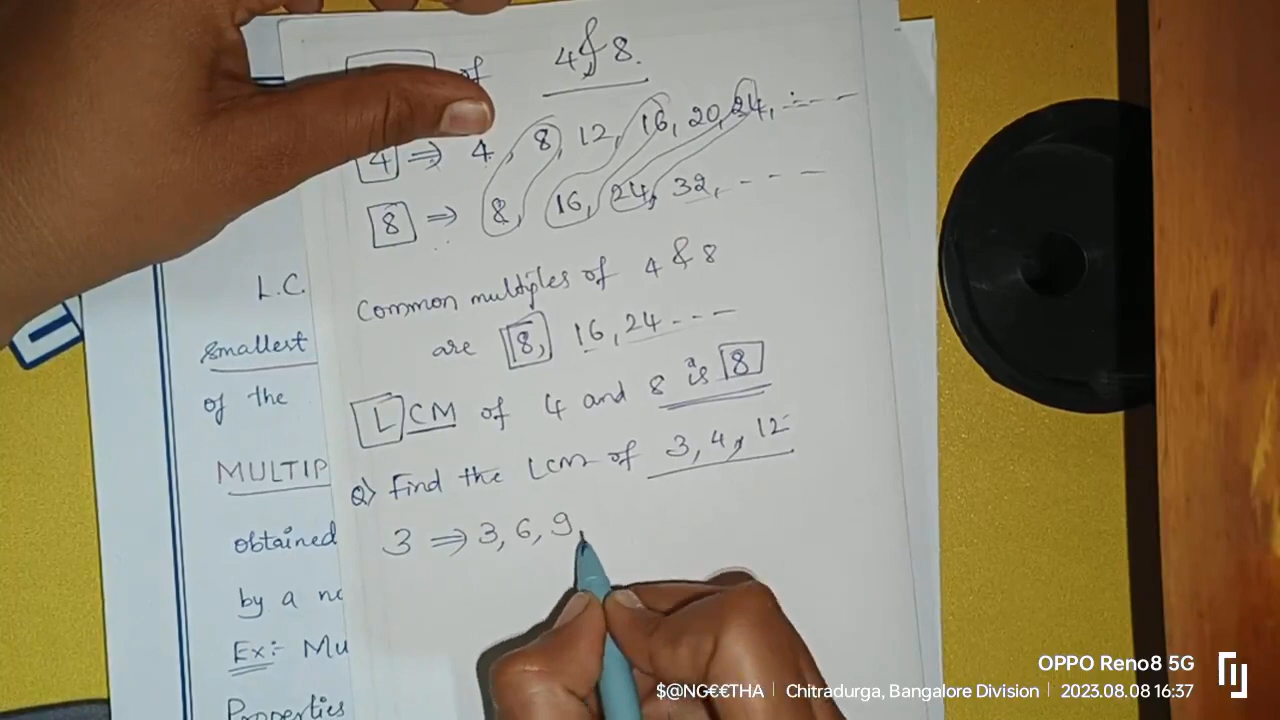 of 4 & 8.
4 ⇒ 4, 8, 12, 16, 20, 24, ----
8 ⇒ 8, 16, 24, 32, - - -
Common multiples of 4 & 8
are 8, 16, 24 - - -
LCM of 4 and 8 is 8
Q) Find the LCM of 3, 4, 12
3 ⇒ 3, 6, 9,
L.C.
smallest
of the
MULTIP
obtained
by a
Ex:- Mu
Properties
OPPO Reno8 5G
$@NG€€THA | Chitradurga, Bangalore Division | 2023.08.08 16:37